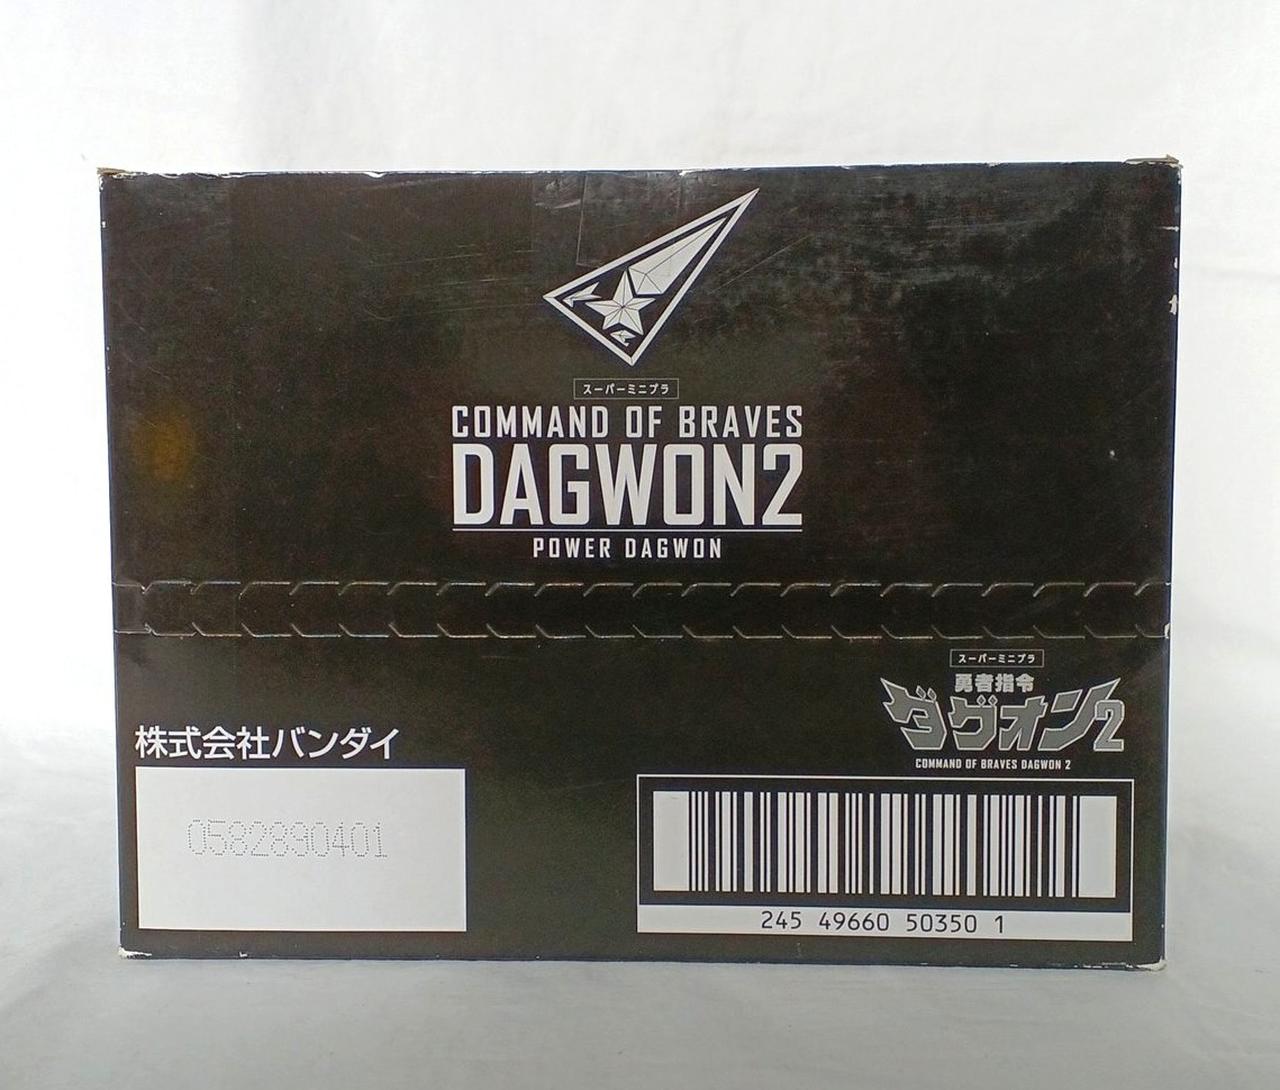 スーパーミニプラ
COMMAND OF BRAVES
DAGWON2
POWER DAGWON
スーパーミニプラ
勇者指令
ダグオン2
COMMAND OF BRAVES DAGWON 2
株式会社バンダイ
0582890401
245 49660 50350 1